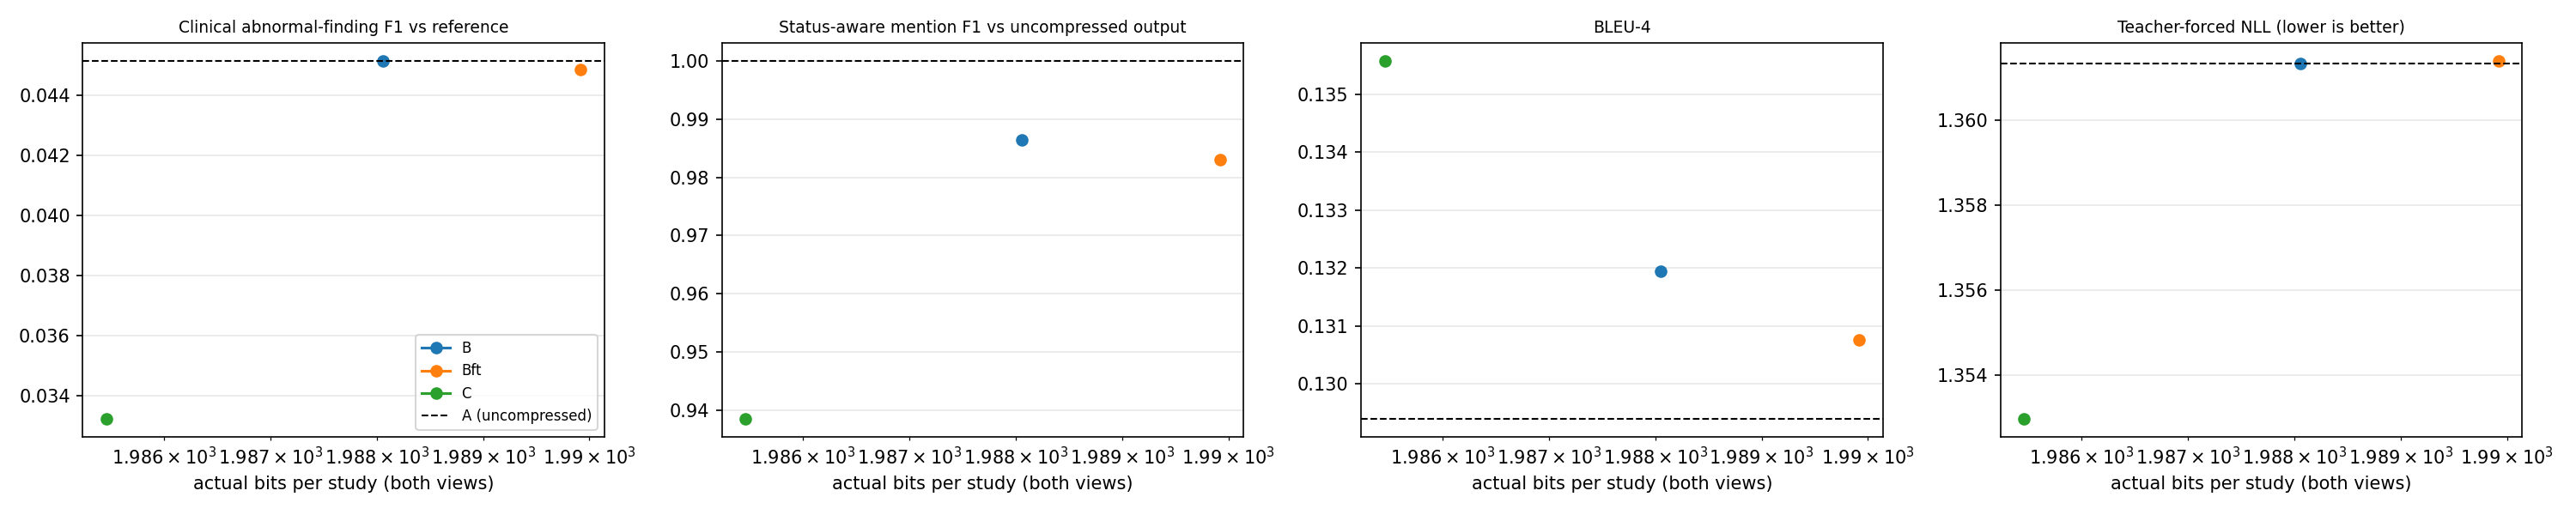 Clinical abnormal-finding F1 vs reference
0.044
0.042
0.040
0.038
0.036
0.034
B
Bft
C
A (uncompressed)
1.986 × 10³ 1.987 × 10³ 1.988 × 10³ 1.989 × 10³ 1.99 × 10³
actual bits per study (both views)
Status-aware mention F1 vs uncompressed output
1.00
0.99
0.98
0.97
0.96
0.95
0.94
1.986 × 10³ 1.987 × 10³ 1.988 × 10³ 1.989 × 10³ 1.99 × 10³
actual bits per study (both views)
BLEU-4
0.135
0.134
0.133
0.132
0.131
0.130
1.986 × 10³ 1.987 × 10³ 1.988 × 10³ 1.989 × 10³ 1.99 × 10³
actual bits per study (both views)
Teacher-forced NLL (lower is better)
1.360
1.358
1.356
1.354
1.986 × 10³ 1.987 × 10³ 1.988 × 10³ 1.989 × 10³ 1.99 × 10³
actual bits per study (both views)